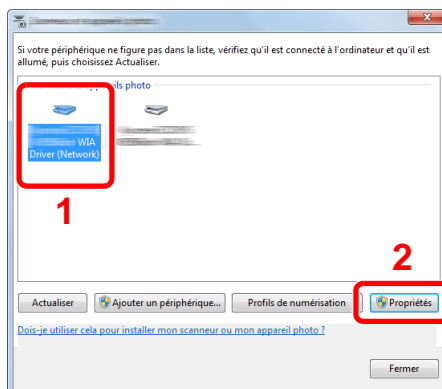 Si votre périphérique ne figure pas dans la liste, vérifiez qu'il est connecté à l'ordinateur et qu'il est
allumé, puis choisissez Actualiser.
ils photo
WIA
Driver (Network)
1
2
Actualiser Ajouter un périphérique... Profils de numérisation Propriétés
Dois-je utiliser cela pour installer mon scanneur ou mon appareil photo ?
Fermer